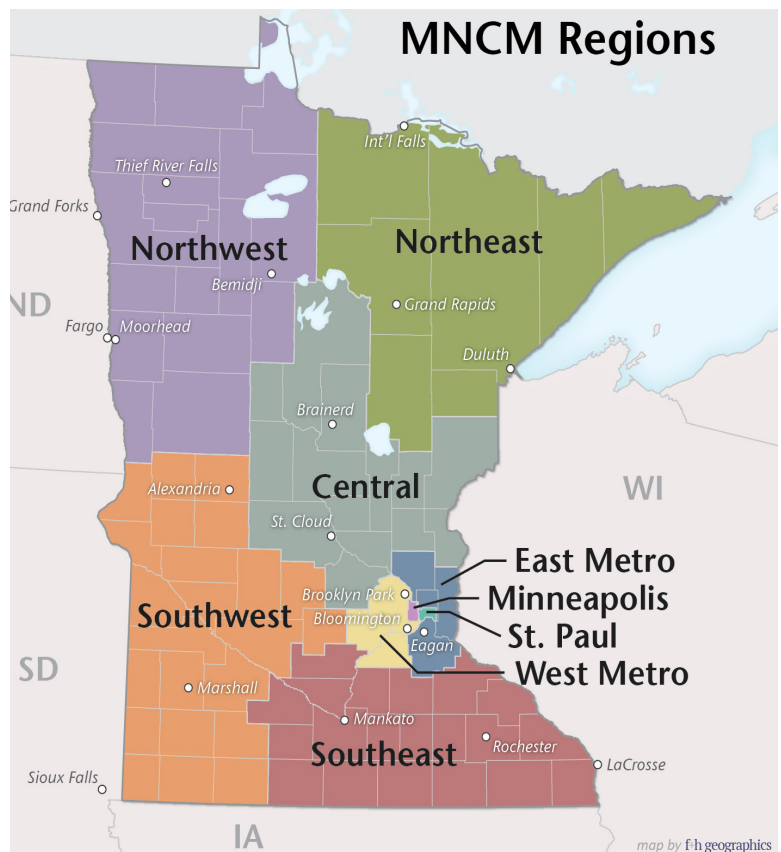 MNCM Regions
Int'l Falls
Thief River Falls
Grand Forks
Northwest
Northeast
Bemidji
ND
Grand Rapids
Fargo
Moorhead
Duluth
Brainerd
Central
WI
Alexandria
St. Cloud
East Metro
Brooklyn Park
Minneapolis
Southwest
Bloomington
St. Paul
Eagan
SD
West Metro
Marshall
Mankato
Southeast
Rochester
LaCrosse
Sioux Falls
IA
map by f+h geographics